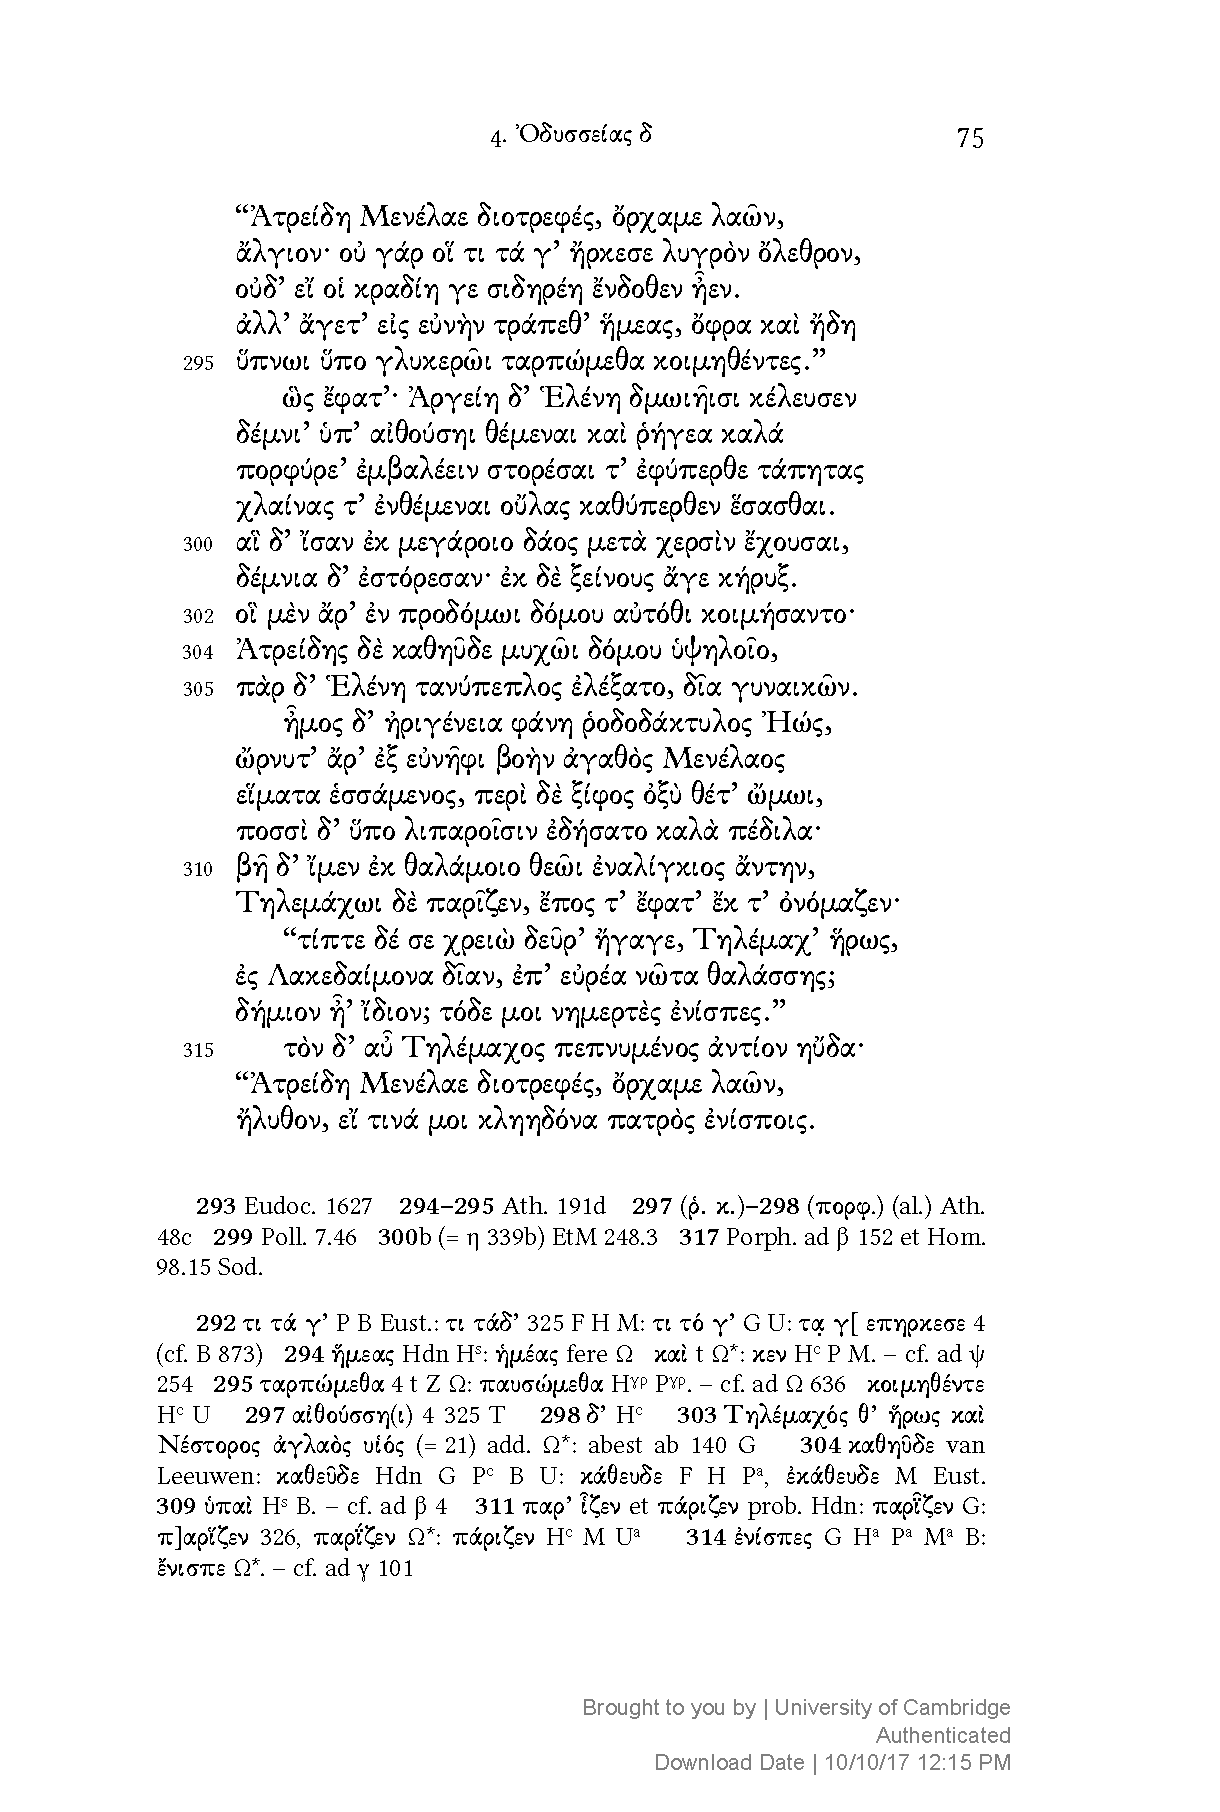 4. Ὀδυσσείας δ 75
“Ἀτρείδη Μενέλαε διοτρεφές, ὄρχαμε λαῶν,
ἄλγιον· οὐ γάρ οἵ τι τά γ’ ἤρκεσε λυγρὸν ὄλεθρον,
οὐδ’ εἴ οἱ κραδίη γε σιδηρέη ἔνδοθεν ἦεν.
ἀλλ’ ἄγετ’ εἰς εὐνὴν τράπεθ’ ἥμεας, ὄφρα καὶ ἤδη
295 ὕπνωι ὕπο γλυκερῶι ταρπώμεθα κοιμηθέντες.”
ὣς ἔφατ’· Ἀργείη δ’ Ἑλένη δμωιῆισι κέλευσεν
δέμνι’ ὑπ’ αἰθούσηι θέμεναι καὶ ῥήγεα καλά
πορφύρε’ ἐμβαλέειν στορέσαι τ’ ἐφύπερθε τάπητας
χλαίνας τ’ ἐνθέμεναι οὔλας καθύπερθεν ἕσασθαι.
300 αἳ δ’ ἴσαν ἐκ μεγάροιο δάος μετὰ χερσὶν ἔχουσαι,
δέμνια δ’ ἐστόρεσαν· ἐκ δὲ ξείνους ἄγε κήρυξ.
302 οἳ μὲν ἄρ’ ἐν προδόμωι δόμου αὐτόθι κοιμήσαντο·
304 Ἀτρείδης δὲ καθηῦδε μυχῶι δόμου ὑψηλοῖο,
305 πὰρ δ’ Ἑλένη τανύπεπλος ἐλέξατο, δῖα γυναικῶν.
ἦμος δ’ ἠριγένεια φάνη ῥοδοδάκτυλος Ἠώς,
ὤρνυτ’ ἄρ’ ἐξ εὐνῆφι βοὴν ἀγαθὸς Μενέλαος
εἵματα ἑσσάμενος, περὶ δὲ ξίφος ὀξὺ θέτ’ ὤμωι,
ποσσὶ δ’ ὕπο λιπαροῖσιν ἐδήσατο καλὰ πέδιλα·
310 βῆ δ’ ἴμεν ἐκ θαλάμοιο θεῶι ἐναλίγκιος ἄντην,
Τηλεμάχωι δὲ παρῖζεν, ἔπος τ’ ἔφατ’ ἔκ τ’ ὀνόμαζεν·
“τίπτε δέ σε χρειὼ δεῦρ’ ἤγαγε, Τηλέμαχ’ ἥρως,
ἐς Λακεδαίμονα δῖαν, ἐπ’ εὐρέα νῶτα θαλάσσης;
δήμιον ἦ’ ἴδιον; τόδε μοι νημερτὲς ἐνίσπες.”
315 τὸν δ’ αὖ Τηλέμαχος πεπνυμένος ἀντίον ηὔδα·
“Ἀτρείδη Μενέλαε διοτρεφές, ὄρχαμε λαῶν,
ἤλυθον, εἴ τινά μοι κληηδόνα πατρὸς ἐνίσποις.
293 Eudoc. 1627 294–295 Ath. 191d 297 (ῥ. κ.)–298 (πορφ.) (al.) Ath.
48c 299 Poll. 7.46 300b (= η 339b) EtM 248.3 317 Porph. ad β 152 et Hom.
98.15 Sod.
292 τι τά γ’ P B Eust.: τι τάδ’ 325 F H M: τι τό γ’ G U: τα̣ γ[ επηρκεσε 4
(cf. B 873) 294 ἥμεας Hdn Hˢ: ἡμέας fere Ω καὶ t Ω*: κεν Hᶜ P M. – cf. ad ψ
254 295 ταρπώμεθα 4 t Z Ω: παυσώμεθα Hᵞᵖ Pᵞᵖ. – cf. ad Ω 636 κοιμηθέντε
Hᶜ U 297 αἰθούσση(ι) 4 325 T 298 δ’ Hᶜ 303 Τηλέμαχός θ’ ἥρως καὶ
Νέστορος ἀγλαὸς υἱός (= 21) add. Ω*: abest ab 140 G 304 καθηῦδε van
Leeuwen: καθεῦδε Hdn G Pᶜ B U: κάθευδε F H Pᵃ, ἐκάθευδε M Eust.
309 ὑπαὶ Hˢ B. – cf. ad β 4 311 παρ’ ἷζεν et πάριζεν prob. Hdn: παρῖ̈ζεν G:
π]αρΐζεν 326, παρΐζεν Ω*: πάριζεν Hᶜ M Uᵃ 314 ἐνίσπες G Hᵃ Pᵃ Mᵃ B:
ἔνισπε Ω*. – cf. ad γ 101
Brought to you by | University of Cambridge
Authenticated
Download Date | 10/10/17 12:15 PM